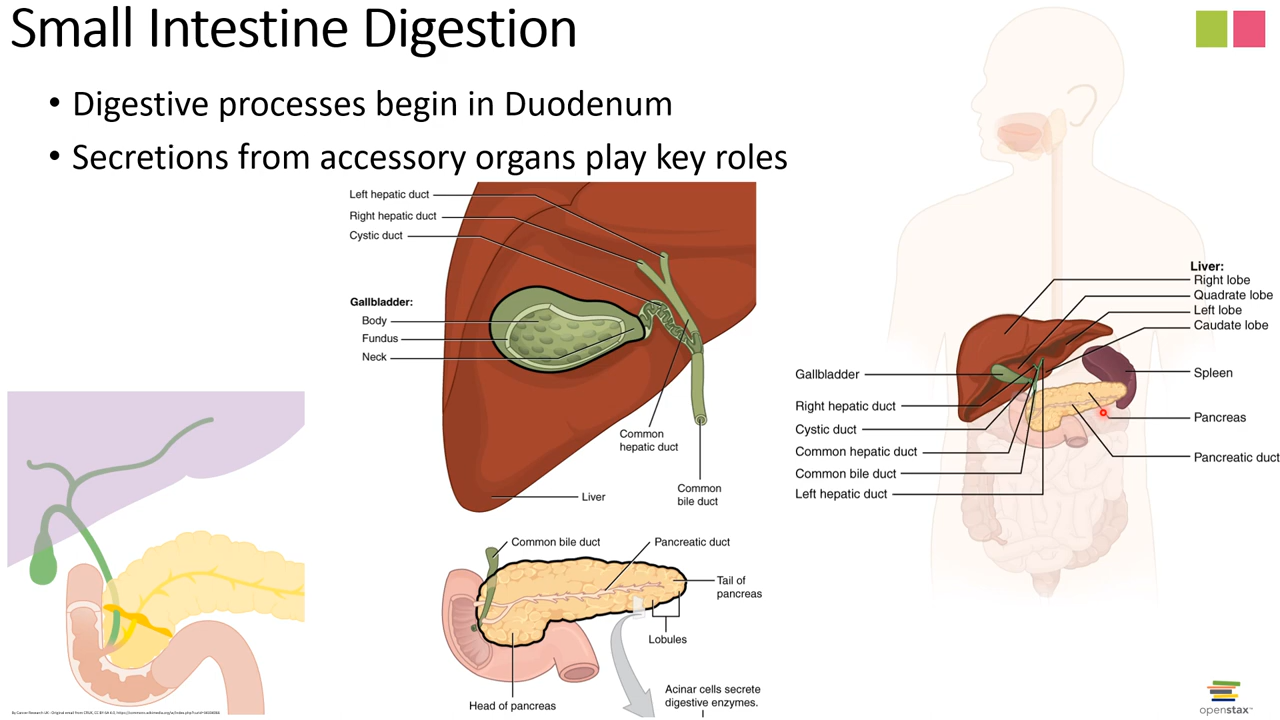 Small Intestine Digestion
• Digestive processes begin in Duodenum
• Secretions from accessory organs play key roles
Left hepatic duct
Right hepatic duct
Cystic duct
Gallbladder:
Body
Fundus
Neck
Common
hepatic duct
Common
bile duct
Liver
Common bile duct
Pancreatic duct
Tail of
pancreas
Lobules
Head of pancreas
Acinar cells secrete
digestive enzymes.
Liver:
Right lobe
Quadrate lobe
Left lobe
Caudate lobe
Spleen
Pancreas
Pancreatic duct
Gallbladder
Right hepatic duct
Cystic duct
Common hepatic duct
Common bile duct
Left hepatic duct
openstax